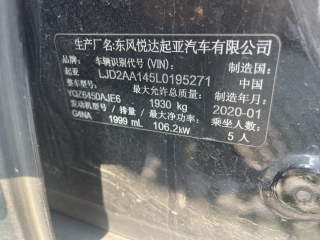 生产厂名:东风悦达起亚汽车有限公司
品牌: 车辆识别代号(VIN): 制造国:
起亚 LJD2AA145L0195271 中国
整车型号: 最大允许总质量: 制造年月:
YQZ6450AJE6 1930 kg 2020-01
发动机型号/排量/最大净功率: 乘坐人数:
G4NA 1999 mL 106.2kW 5人